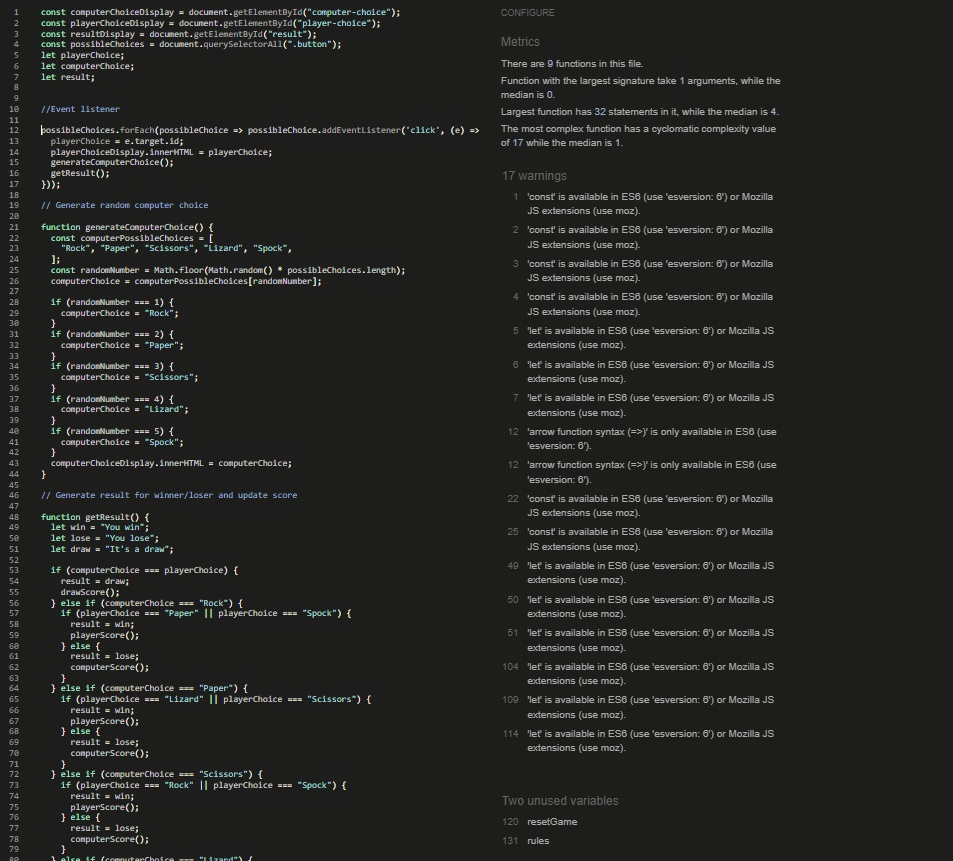 1 const computerChoiceDisplay = document.getElementById("computer-choice");
2 const playerChoiceDisplay = document.getElementById("player-choice");
3 const resultDisplay = document.getElementById("result");
4 const possibleChoices = document.querySelectorAll(".button");
5 let playerChoice;
6 let computerChoice;
7 let result;
8
9
10 //Event listener
11
12 possibleChoices.forEach(possibleChoice => possibleChoice.addEventListener('click', (e) =>
13 playerChoice = e.target.id;
14 playerChoiceDisplay.innerHTML = playerChoice;
15 generateComputerChoice();
16 getResult();
17 }));
18
19 // Generate random computer choice
20
21 function generateComputerChoice() {
22 const computerPossibleChoices = [
23 "Rock", "Paper", "Scissors", "Lizard", "Spock",
24 ];
25 const randomNumber = Math.floor(Math.random() * possibleChoices.length);
26 computerChoice = computerPossibleChoices[randomNumber];
27
28 if (randomNumber === 1) {
29 computerChoice = "Rock";
30 }
31 if (randomNumber === 2) {
32 computerChoice = "Paper";
33 }
34 if (randomNumber === 3) {
35 computerChoice = "Scissors";
36 }
37 if (randomNumber === 4) {
38 computerChoice = "Lizard";
39 }
40 if (randomNumber === 5) {
41 computerChoice = "Spock";
42 }
43 computerChoiceDisplay.innerHTML = computerChoice;
44 }
45
46 // Generate result for winner/loser and update score
47
48 function getResult() {
49 let win = "You win";
50 let lose = "You lose";
51 let draw = "It's a draw";
52
53 if (computerChoice === playerChoice) {
54 result = draw;
55 drawScore();
56 } else if (computerChoice === "Rock") {
57 if (playerChoice === "Paper" || playerChoice === "Spock") {
58 result = win;
59 playerScore();
60 } else {
61 result = lose;
62 computerScore();
63 }
64 } else if (computerChoice === "Paper") {
65 if (playerChoice === "Lizard" || playerChoice === "Scissors") {
66 result = win;
67 playerScore();
68 } else {
69 result = lose;
70 computerScore();
71 }
72 } else if (computerChoice === "Scissors") {
73 if (playerChoice === "Rock" || playerChoice === "Spock") {
74 result = win;
75 playerScore();
76 } else {
77 result = lose;
78 computerScore();
79 }
80 } else if (computerChoice === "Lizard") {
CONFIGURE
Metrics
There are 9 functions in this file.
Function with the largest signature take 1 arguments, while the
median is 0.
Largest function has 32 statements in it, while the median is 4.
The most complex function has a cyclomatic complexity value
of 17 while the median is 1.
17 warnings
1 'const' is available in ES6 (use 'esversion: 6') or Mozilla
JS extensions (use moz).
2 'const' is available in ES6 (use 'esversion: 6') or Mozilla
JS extensions (use moz).
3 'const' is available in ES6 (use 'esversion: 6') or Mozilla
JS extensions (use moz).
4 'const' is available in ES6 (use 'esversion: 6') or Mozilla
JS extensions (use moz).
5 'let' is available in ES6 (use 'esversion: 6') or Mozilla JS
extensions (use moz).
6 'let' is available in ES6 (use 'esversion: 6') or Mozilla JS
extensions (use moz).
7 'let' is available in ES6 (use 'esversion: 6') or Mozilla JS
extensions (use moz).
12 'arrow function syntax (=>)' is only available in ES6 (use
'esversion: 6').
12 'arrow function syntax (=>)' is only available in ES6 (use
'esversion: 6').
22 'const' is available in ES6 (use 'esversion: 6') or Mozilla
JS extensions (use moz).
25 'const' is available in ES6 (use 'esversion: 6') or Mozilla
JS extensions (use moz).
49 'let' is available in ES6 (use 'esversion: 6') or Mozilla JS
extensions (use moz).
50 'let' is available in ES6 (use 'esversion: 6') or Mozilla JS
extensions (use moz).
51 'let' is available in ES6 (use 'esversion: 6') or Mozilla JS
extensions (use moz).
104 'let' is available in ES6 (use 'esversion: 6') or Mozilla JS
extensions (use moz).
109 'let' is available in ES6 (use 'esversion: 6') or Mozilla JS
extensions (use moz).
114 'let' is available in ES6 (use 'esversion: 6') or Mozilla JS
extensions (use moz).
Two unused variables
120 resetGame
131 rules